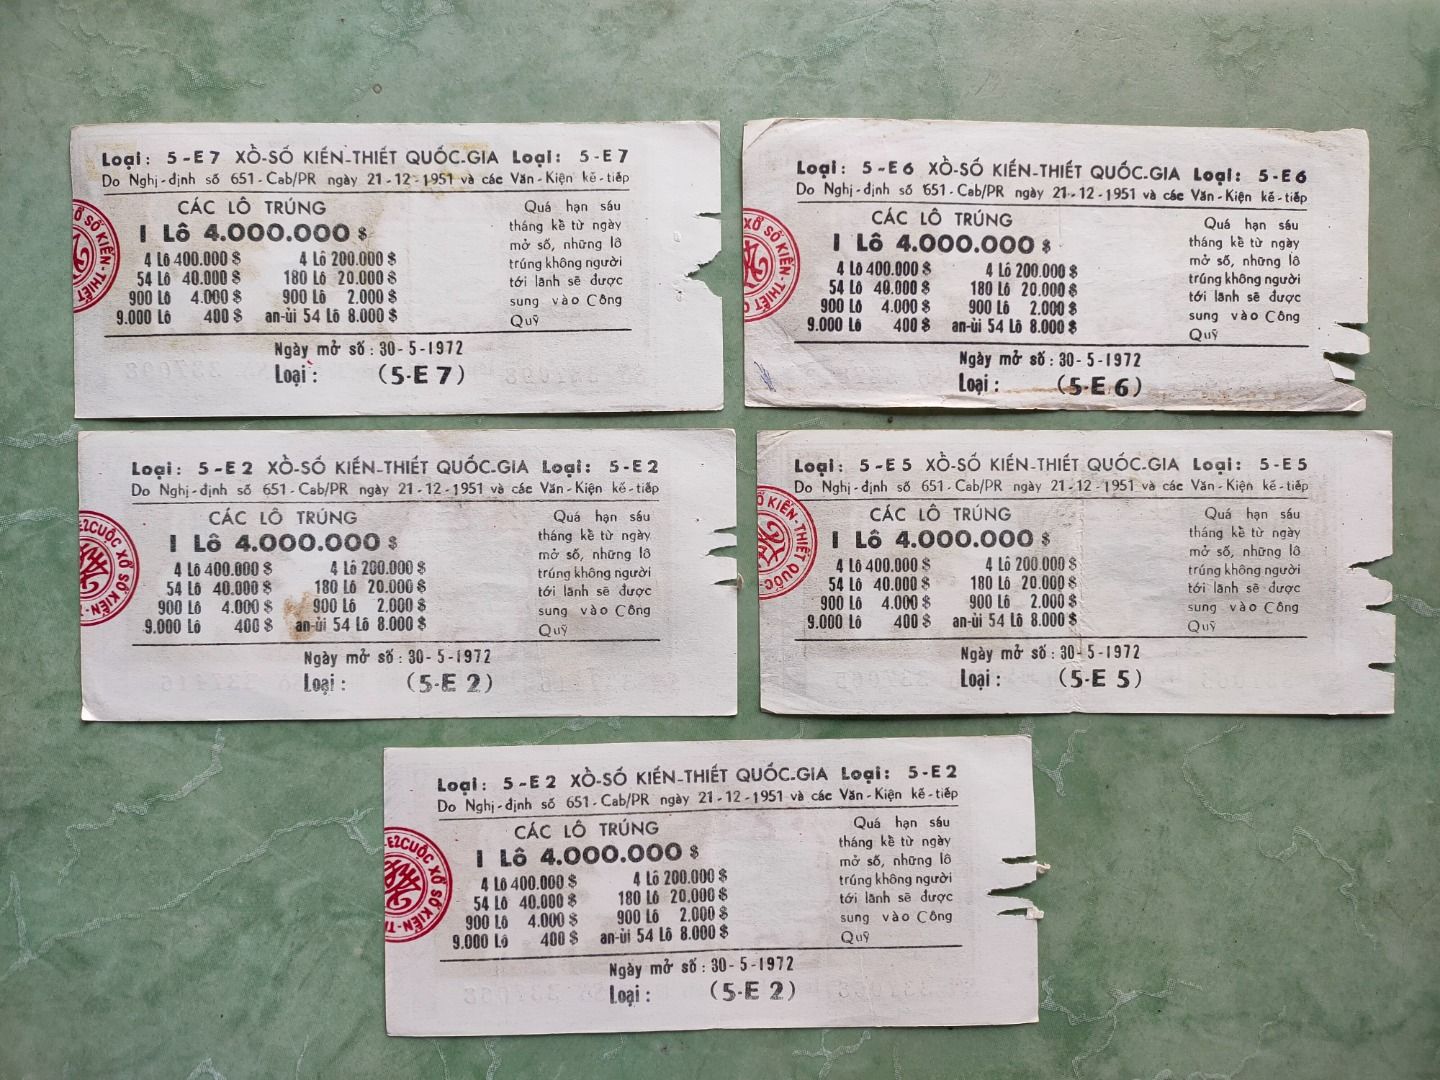 Loại: 5-E7 XỔ-SỐ KIẾN-THIẾT QUỐC-GIA Loại: 5-E7
Do Nghị-định số 651-Cab/PR ngày 21-12-1951 và các Văn-Kiện kế-tiếp
CÁC LÔ TRÚNG
1 Lô 4.000.000 $
4 Lô 400.000 $ 4 Lô 200.000 $
54 Lô 40.000 $ 180 Lô 20.000 $
900 Lô 4.000 $ 900 Lô 2.000 $
9.000 Lô 400 $ an-ủi 54 Lô 8.000 $
Quá hạn sáu
tháng kể từ ngày
mở số, những lô
trúng không người
tới lãnh sẽ được
sung vào Công
Quỹ
Ngày mở số: 30-5-1972
Loại: (5-E 7)
Loại: 5-E6 XỔ-SỐ KIẾN-THIẾT QUỐC-GIA Loại: 5-E6
Do Nghị-định số 651-Cab/PR ngày 21-12-1951 và các Văn-Kiện kế-tiếp
CÁC LÔ TRÚNG
1 Lô 4.000.000 $
4 Lô 400.000 $ 4 Lô 200.000 $
54 Lô 40.000 $ 180 Lô 20.000 $
900 Lô 4.000 $ 900 Lô 2.000 $
9.000 Lô 400 $ an-ủi 54 Lô 8.000 $
Quá hạn sáu
tháng kể từ ngày
mở số, những lô
trúng không người
tới lãnh sẽ được
sung vào Công
Quỹ
Ngày mở số: 30-5-1972
Loại: (5-E 6)
Loại: 5-E2 XỔ-SỐ KIẾN-THIẾT QUỐC-GIA Loại: 5-E2
Do Nghị-định số 651-Cab/PR ngày 21-12-1951 và các Văn-Kiện kế-tiếp
CÁC LÔ TRÚNG
1 Lô 4.000.000 $
4 Lô 400.000 $ 4 Lô 200.000 $
54 Lô 40.000 $ 180 Lô 20.000 $
900 Lô 4.000 $ 900 Lô 2.000 $
9.000 Lô 400 $ an-ủi 54 Lô 8.000 $
Quá hạn sáu
tháng kể từ ngày
mở số, những lô
trúng không người
tới lãnh sẽ được
sung vào Công
Quỹ
Ngày mở số: 30-5-1972
Loại: (5-E 2)
Loại: 5-E5 XỔ-SỐ KIẾN-THIẾT QUỐC-GIA Loại: 5-E5
Do Nghị-định số 651-Cab/PR ngày 21-12-1951 và các Văn-Kiện kế-tiếp
CÁC LÔ TRÚNG
1 Lô 4.000.000 $
4 Lô 400.000 $ 4 Lô 200.000 $
54 Lô 40.000 $ 180 Lô 20.000 $
900 Lô 4.000 $ 900 Lô 2.000 $
9.000 Lô 400 $ an-ủi 54 Lô 8.000 $
Quá hạn sáu
tháng kể từ ngày
mở số, những lô
trúng không người
tới lãnh sẽ được
sung vào Công
Quỹ
Ngày mở số: 30-5-1972
Loại: (5-E 5)
Loại: 5-E2 XỔ-SỐ KIẾN-THIẾT QUỐC-GIA Loại: 5-E2
Do Nghị-định số 651-Cab/PR ngày 21-12-1951 và các Văn-Kiện kế-tiếp
CÁC LÔ TRÚNG
1 Lô 4.000.000 $
4 Lô 400.000 $ 4 Lô 200.000 $
54 Lô 40.000 $ 180 Lô 20.000 $
900 Lô 4.000 $ 900 Lô 2.000 $
9.000 Lô 400 $ an-ủi 54 Lô 8.000 $
Quá hạn sáu
tháng kể từ ngày
mở số, những lô
trúng không người
tới lãnh sẽ được
sung vào Công
Quỹ
Ngày mở số: 30-5-1972
Loại: (5-E 2)